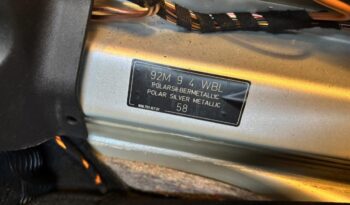 92M 9 4 WBL
POLARSILBERMETALLIC
POLAR SILVER METALLIC
58